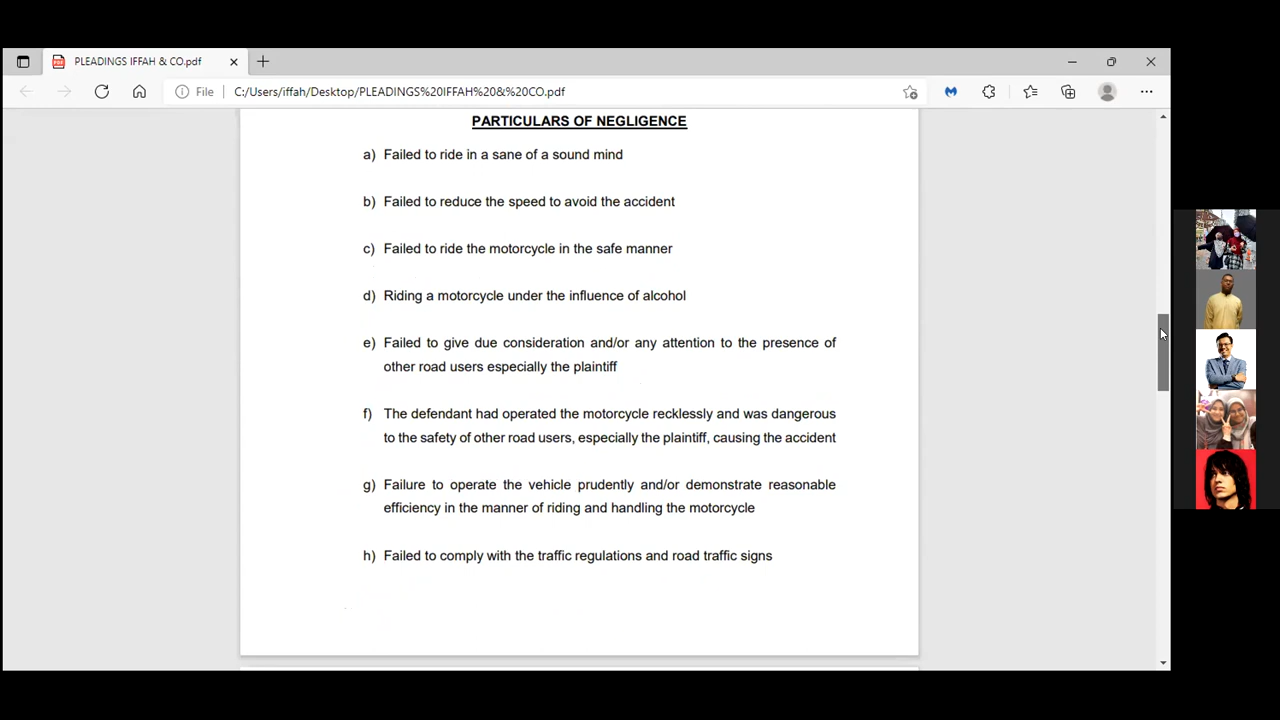 PLEADINGS IFFAH & CO.pdf
File
C:/Users/iffah/Desktop/PLEADINGS%20IFFAH%20&%20CO.pdf
PARTICULARS OF NEGLIGENCE
a) Failed to ride in a sane of a sound mind
b) Failed to reduce the speed to avoid the accident
c) Failed to ride the motorcycle in the safe manner
d) Riding a motorcycle under the influence of alcohol
e) Failed to give due consideration and/or any attention to the presence of
other road users especially the plaintiff
f) The defendant had operated the motorcycle recklessly and was dangerous
to the safety of other road users, especially the plaintiff, causing the accident
g) Failure to operate the vehicle prudently and/or demonstrate reasonable
efficiency in the manner of riding and handling the motorcycle
h) Failed to comply with the traffic regulations and road traffic signs